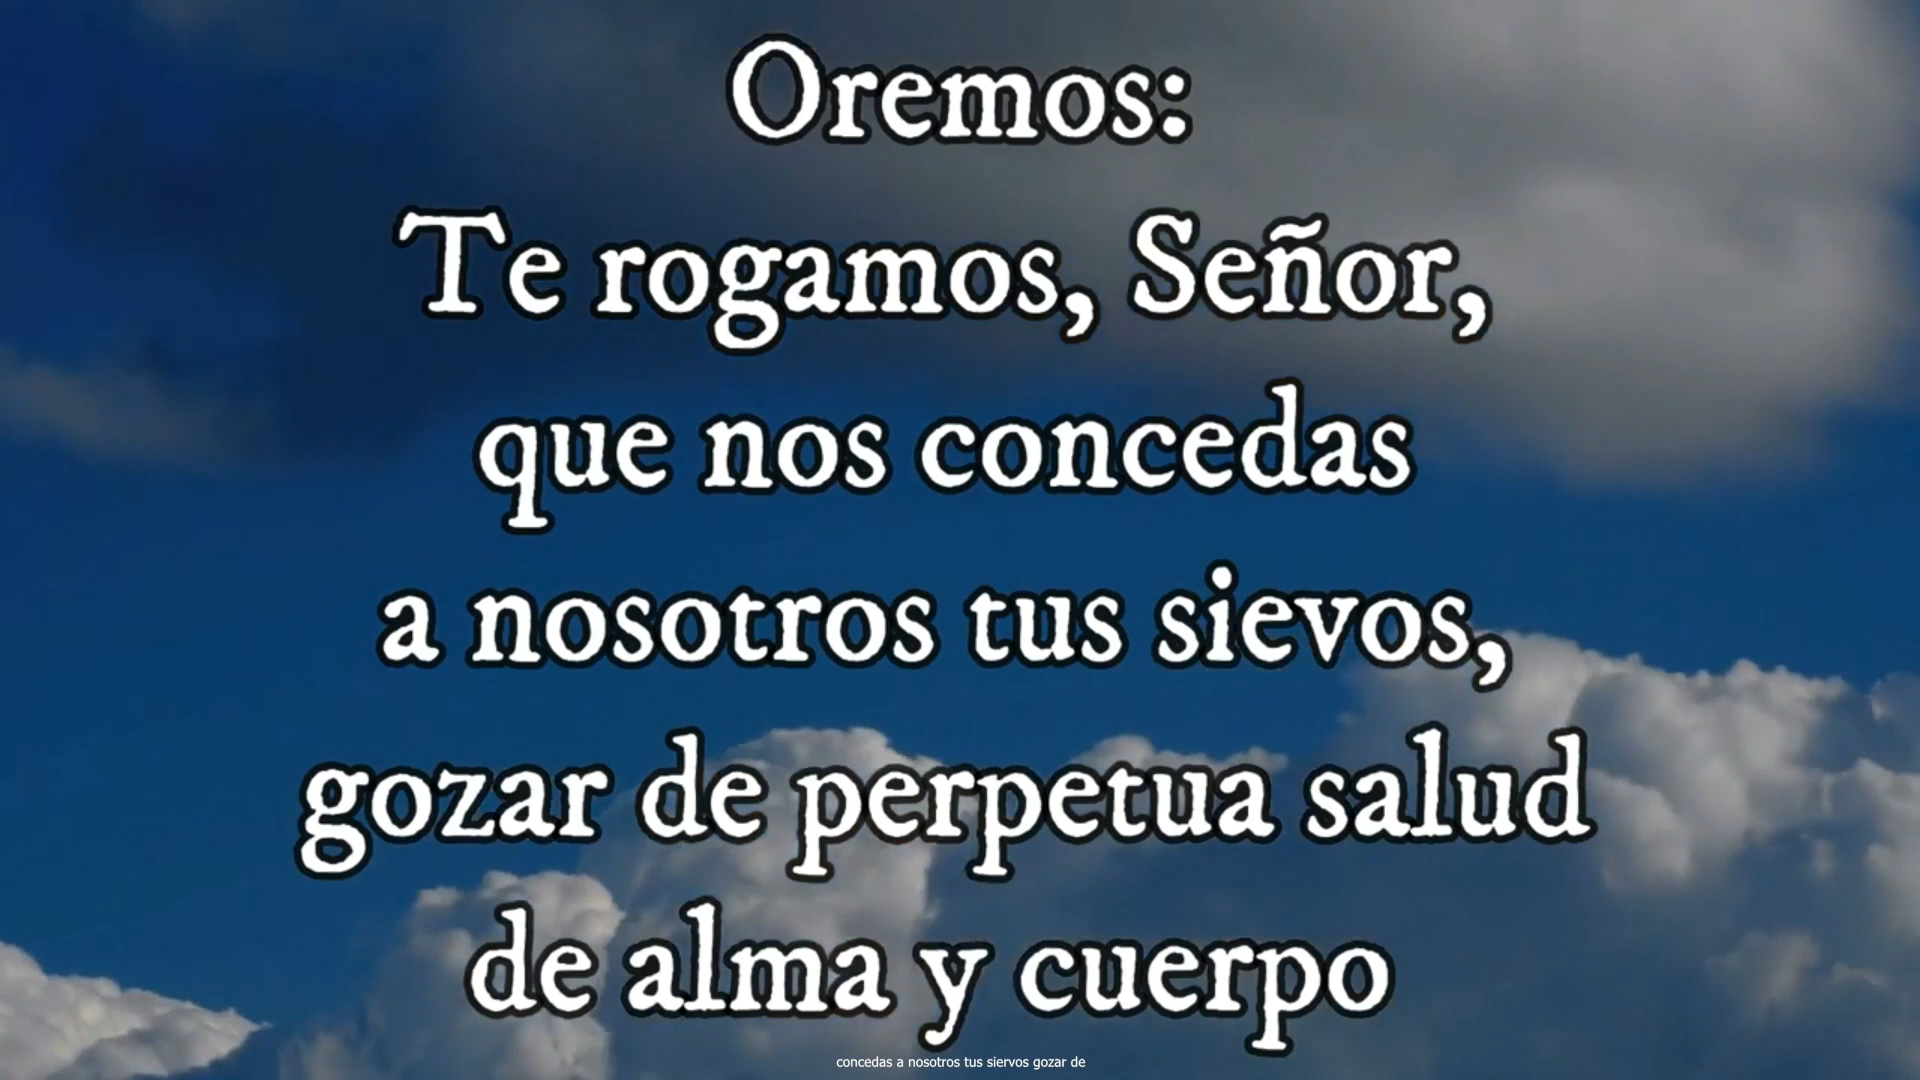 Oremos:
Te rogamos, Señor,
que nos concedas
a nosotros tus sievos,
gozar de perpetua salud
de alma y cuerpo
concedas a nosotros tus siervos gozar de